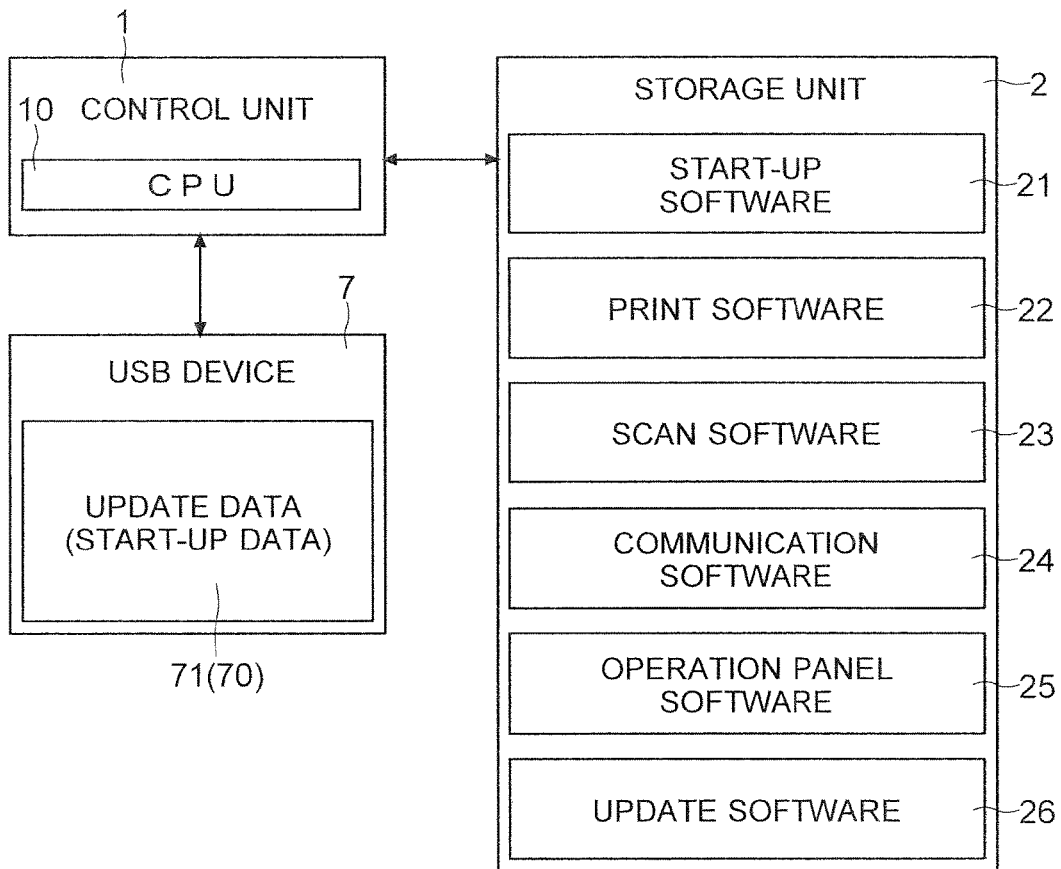 1
10
CONTROL UNIT
C P U
7
USB DEVICE
UPDATE DATA
(START-UP DATA)
71(70)
STORAGE UNIT
2
START-UP
SOFTWARE
21
PRINT SOFTWARE
22
SCAN SOFTWARE
23
COMMUNICATION
SOFTWARE
24
OPERATION PANEL
SOFTWARE
25
UPDATE SOFTWARE
26